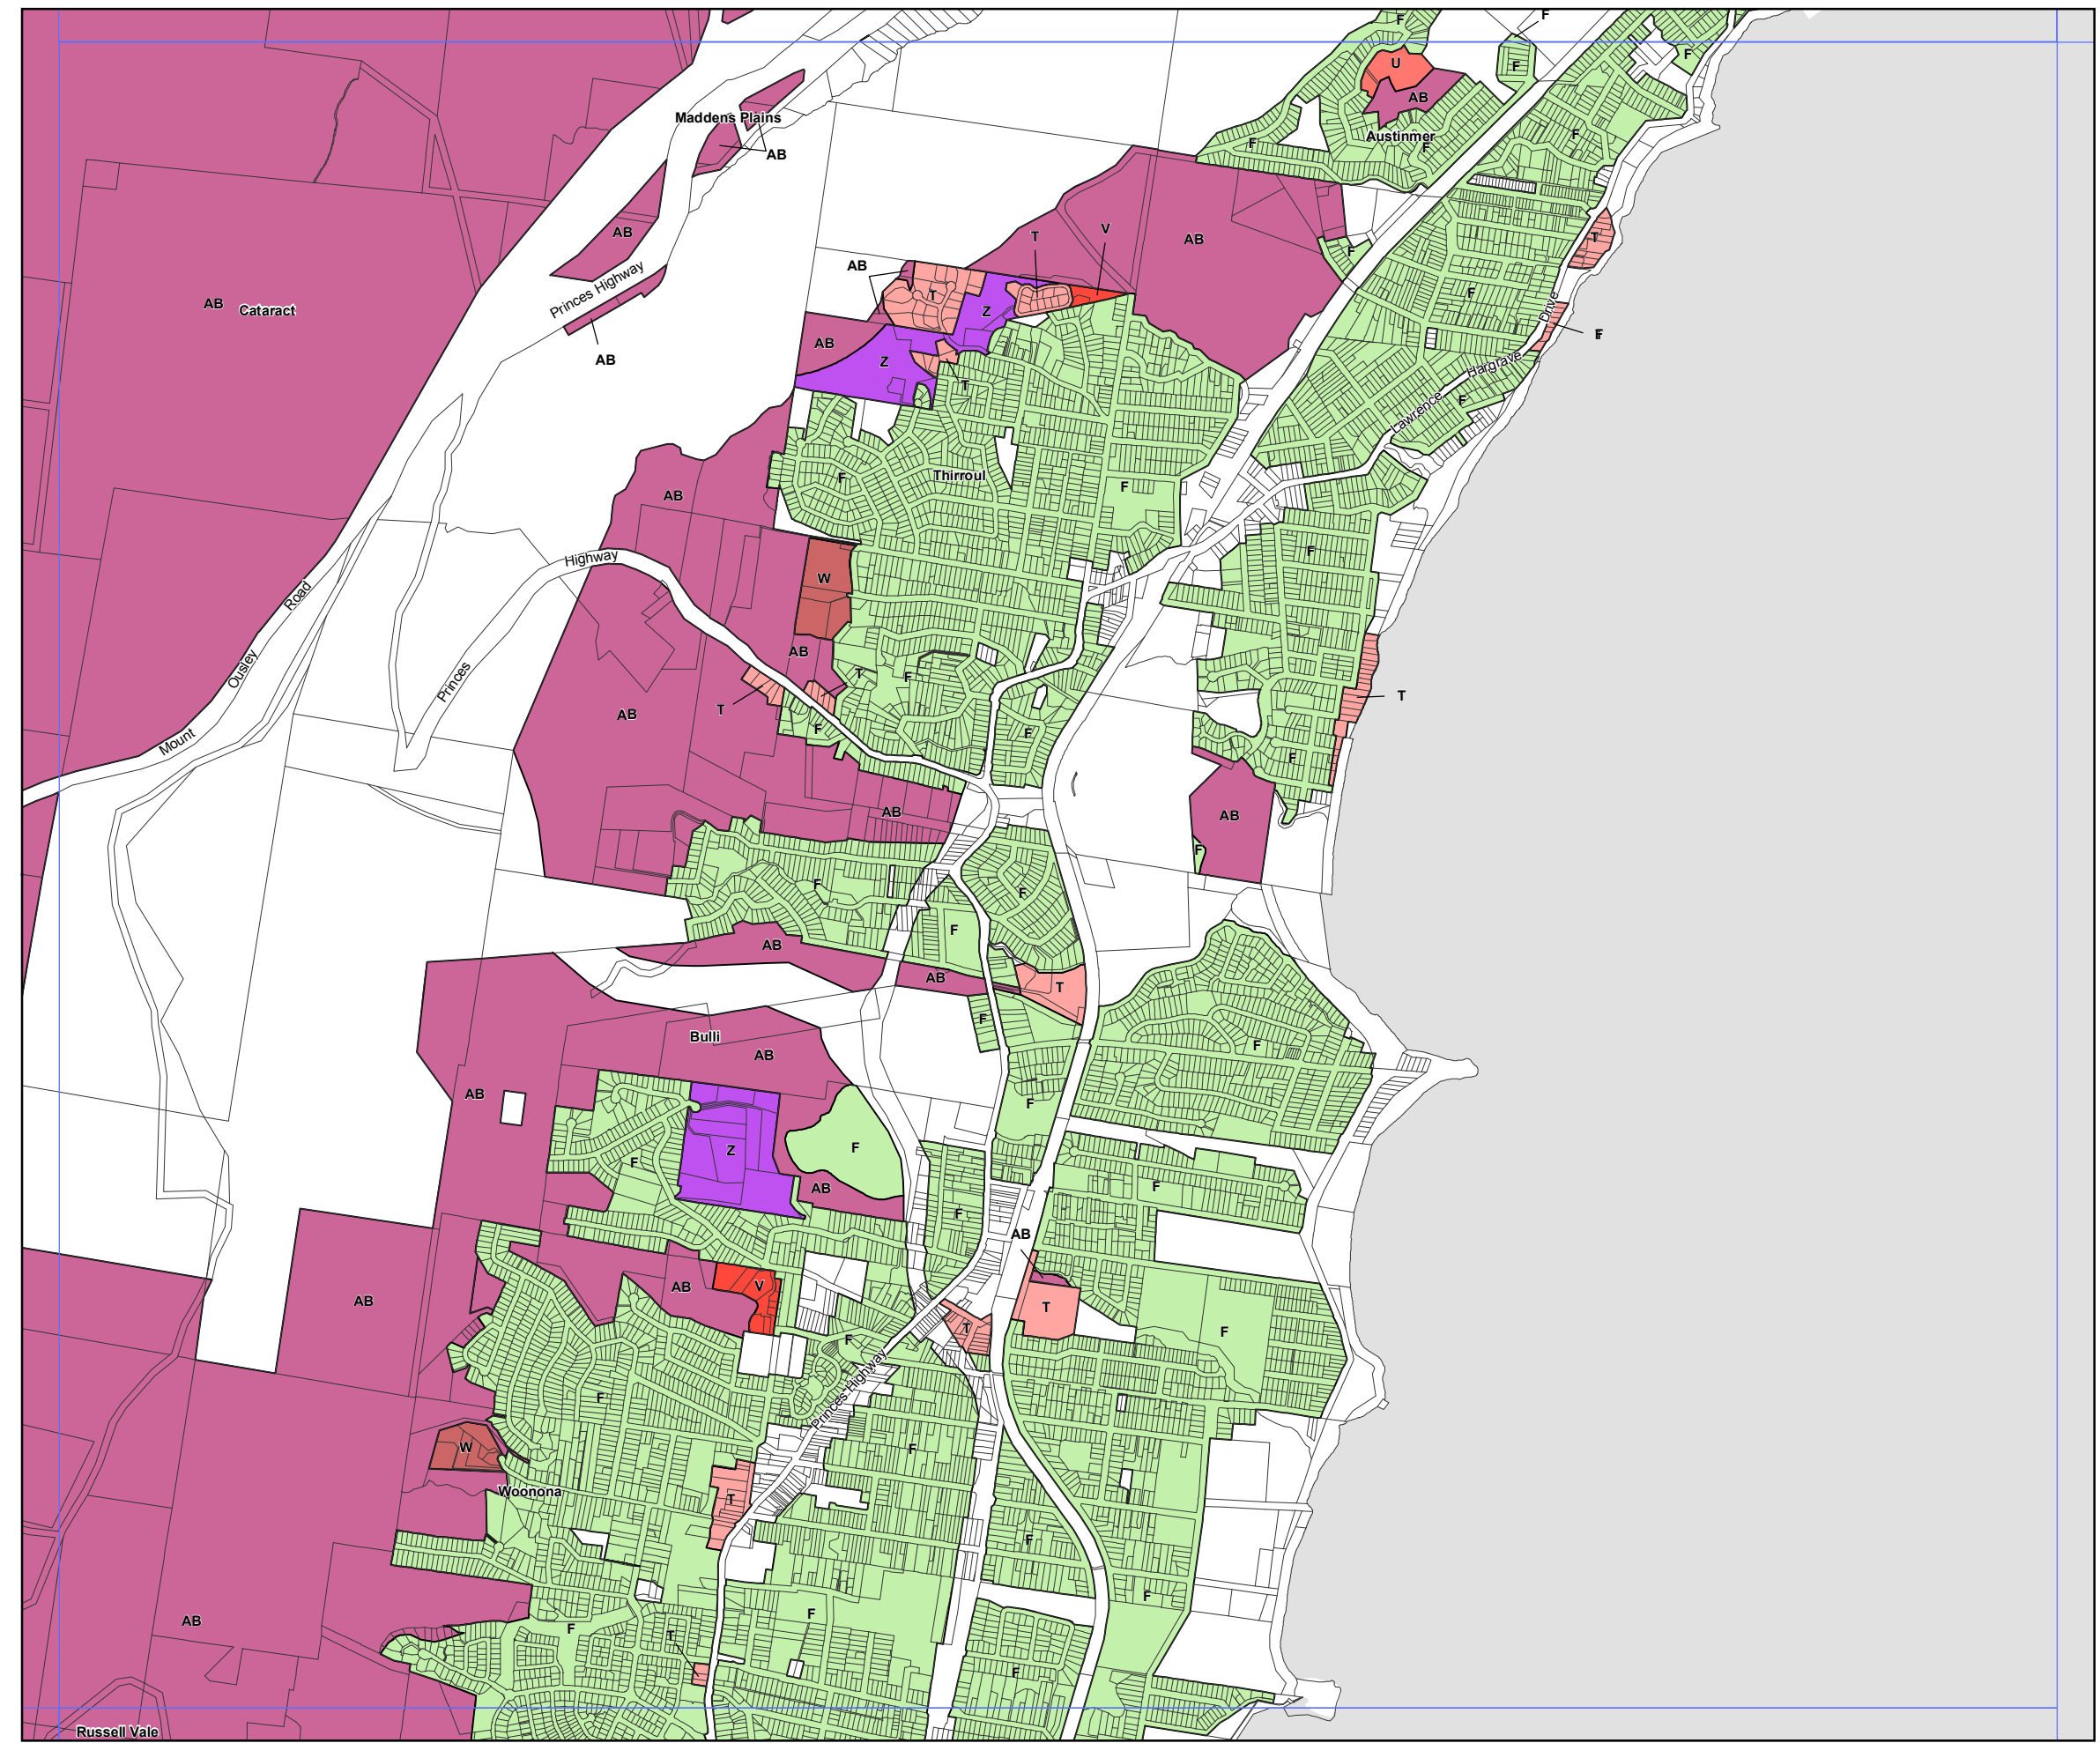 F
F
F
F
U
AB
Maddens Plains
F
Austinmer
F
F
AB
AB
V
T
T
AB
F
AB
T
F
AB
Cataract
Princes Highway
Z
Drive
F
AB
Z
AB
Hargrave
T
F
Lawrence
Thirroul
F
F
AB
F
Highway
W
Road
AB
Ousley
F
T
Princes
T
T
AB
F
F
Mount
F
AB
AB
F
F
F
F
AB
AB
T
F
Bulli
F
AB
AB
F
F
Z
F
AB
F
F
AB
AB
V
AB
T
T
F
F
Princes Highway
F
W
F
Woonona
T
F
F
F
AB
F
T
F
Russell Vale